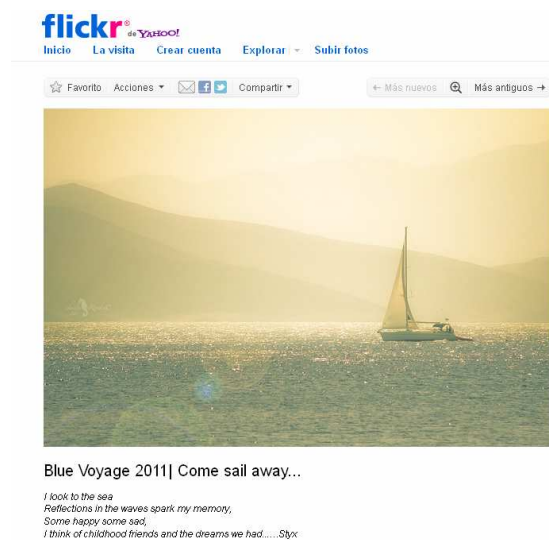 flickr® de YAHOO!
Inicio La visita Crear cuenta Explorar Subir fotos
Favorito Acciones Compartir ← Más nuevos Más antiguos →
Blue Voyage 2011| Come sail away...
I look to the sea
Reflections in the waves spark my memory,
Some happy some sad,
I think of childhood friends and the dreams we had......Styx